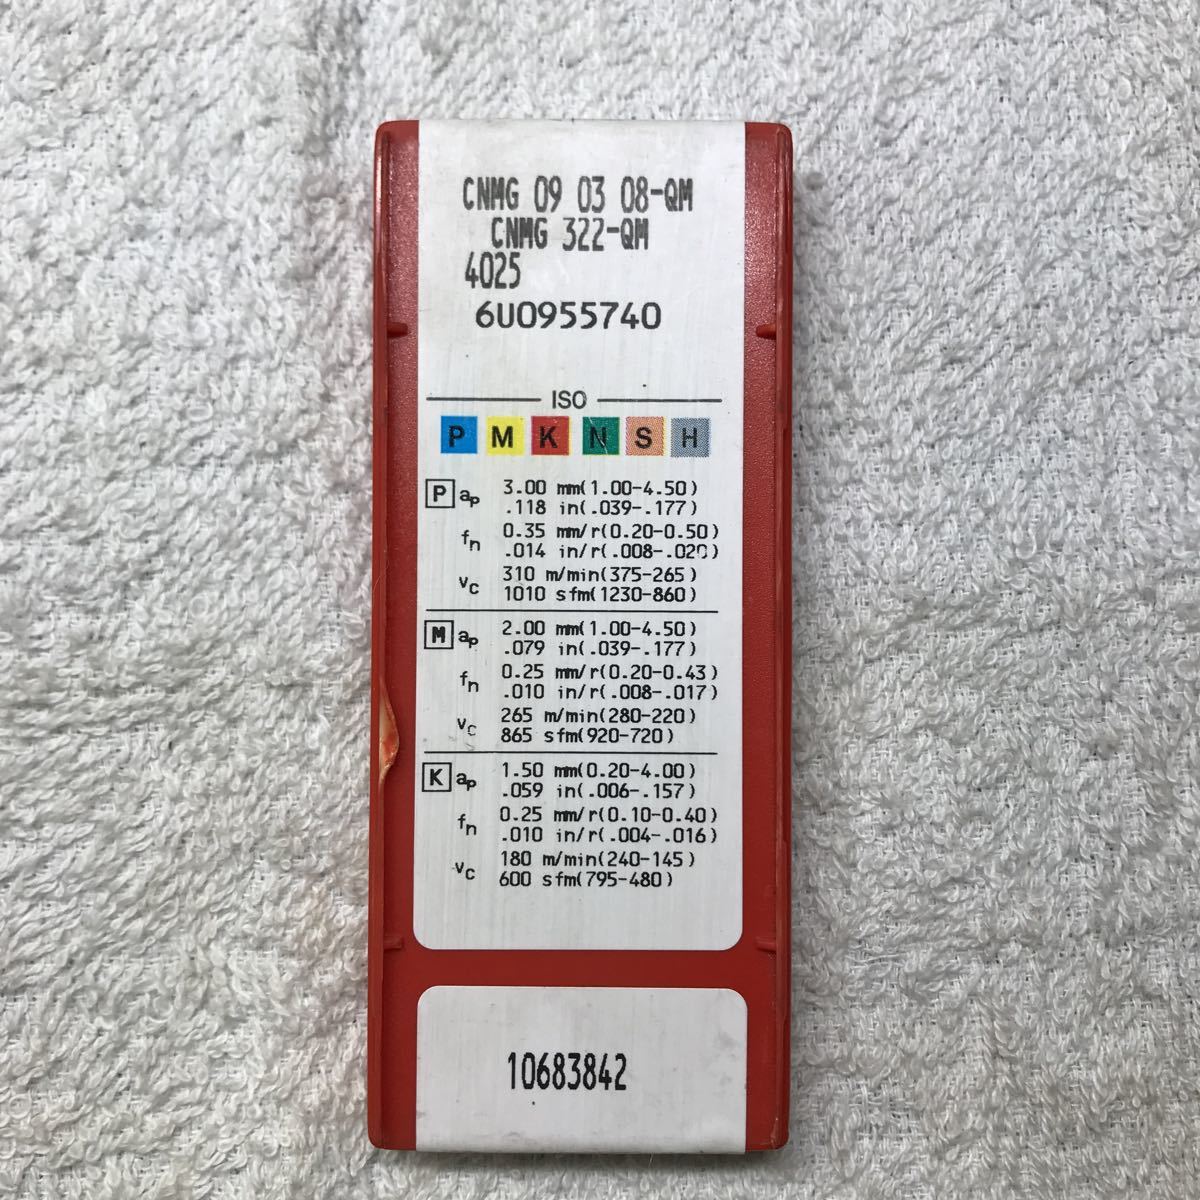 CNMG 09 03 08-QM
CNMG 322-QM
4025
6U0955740
ISO
P M K N S H
P ap 3.00 mm(1.00-4.50)
.118 in(.039-.177)
fn 0.35 mm/r(0.20-0.50)
.014 in/r(.008-.020)
vc 310 m/min(375-265)
1010 sfm(1230-860)
M ap 2.00 mm(1.00-4.50)
.079 in(.039-.177)
fn 0.25 mm/r(0.20-0.43)
.010 in/r(.008-.017)
vc 265 m/min(280-220)
865 sfm(920-720)
K ap 1.50 mm(0.20-4.00)
.059 in(.006-.157)
fn 0.25 mm/r(0.10-0.40)
.010 in/r(.004-.016)
vc 180 m/min(240-145)
600 sfm(795-480)
10683842